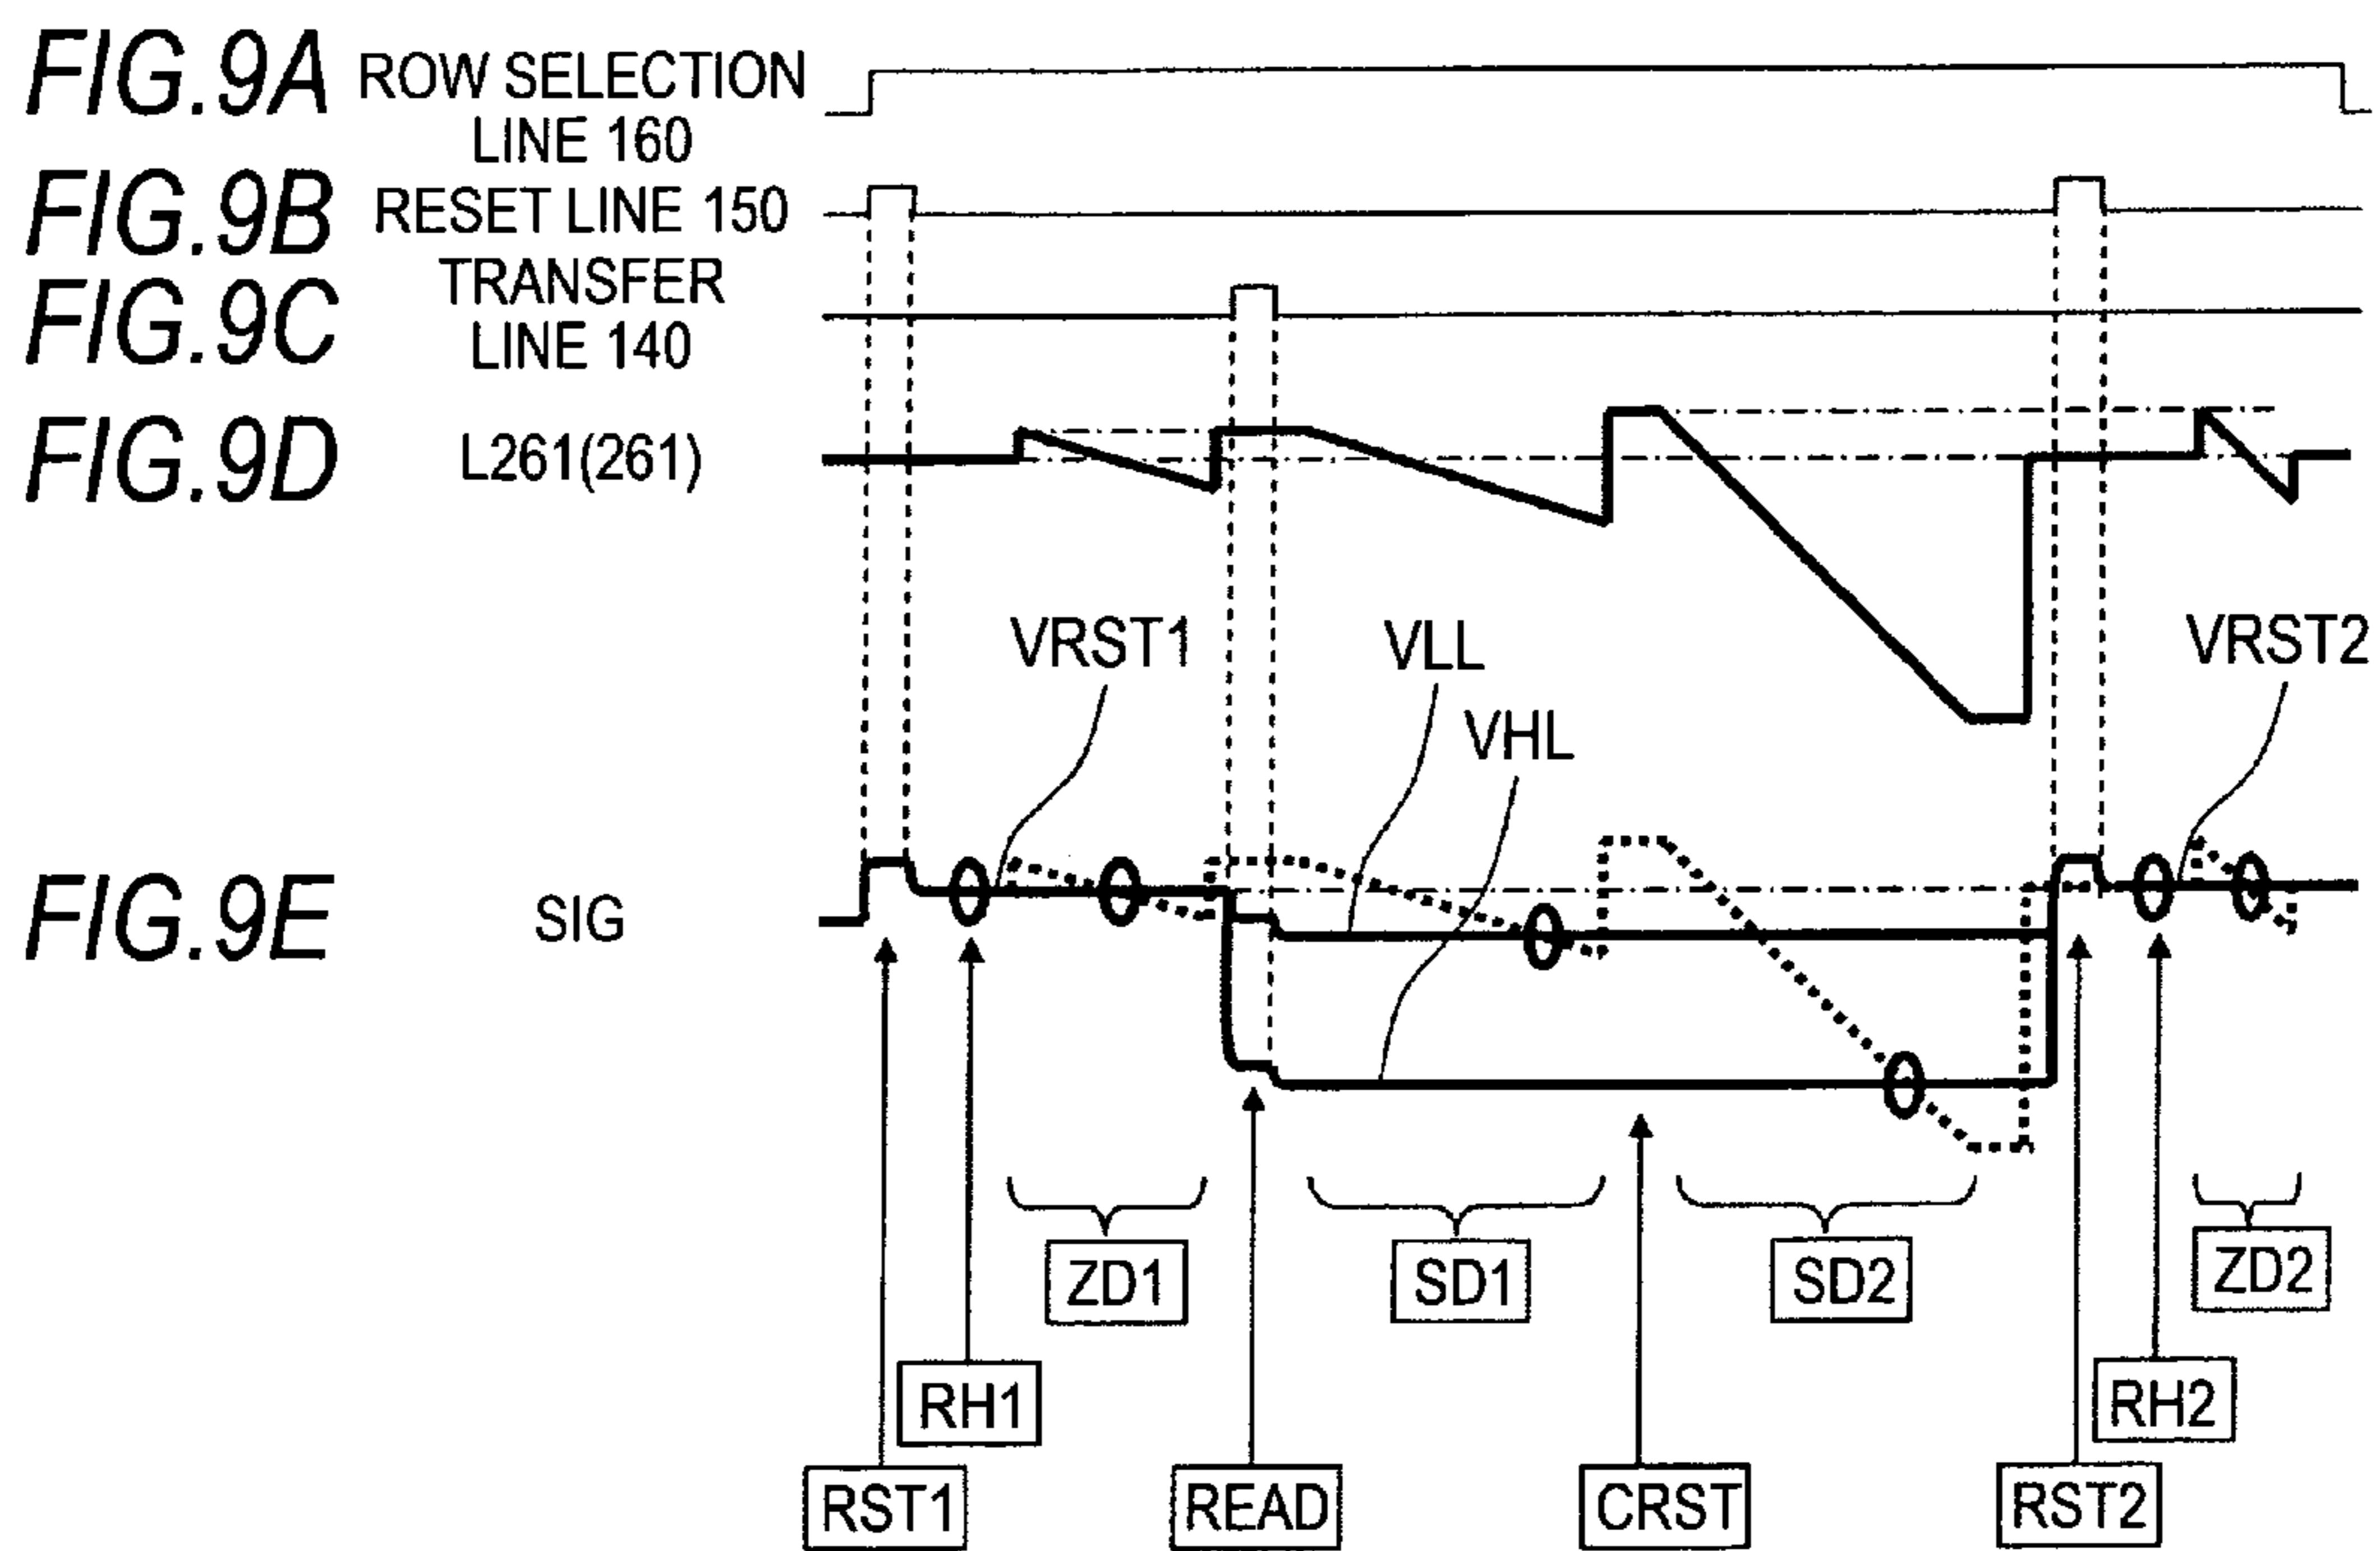 FIG.9A
ROW SELECTION
LINE 160
FIG.9B
RESET LINE 150
FIG.9C
TRANSFER
LINE 140
FIG.9D
L261(261)
VRST1
VLL
VHL
VRST2
FIG.9E
SIG
ZD1
SD1
SD2
ZD2
RH1
RH2
RST1
READ
CRST
RST2